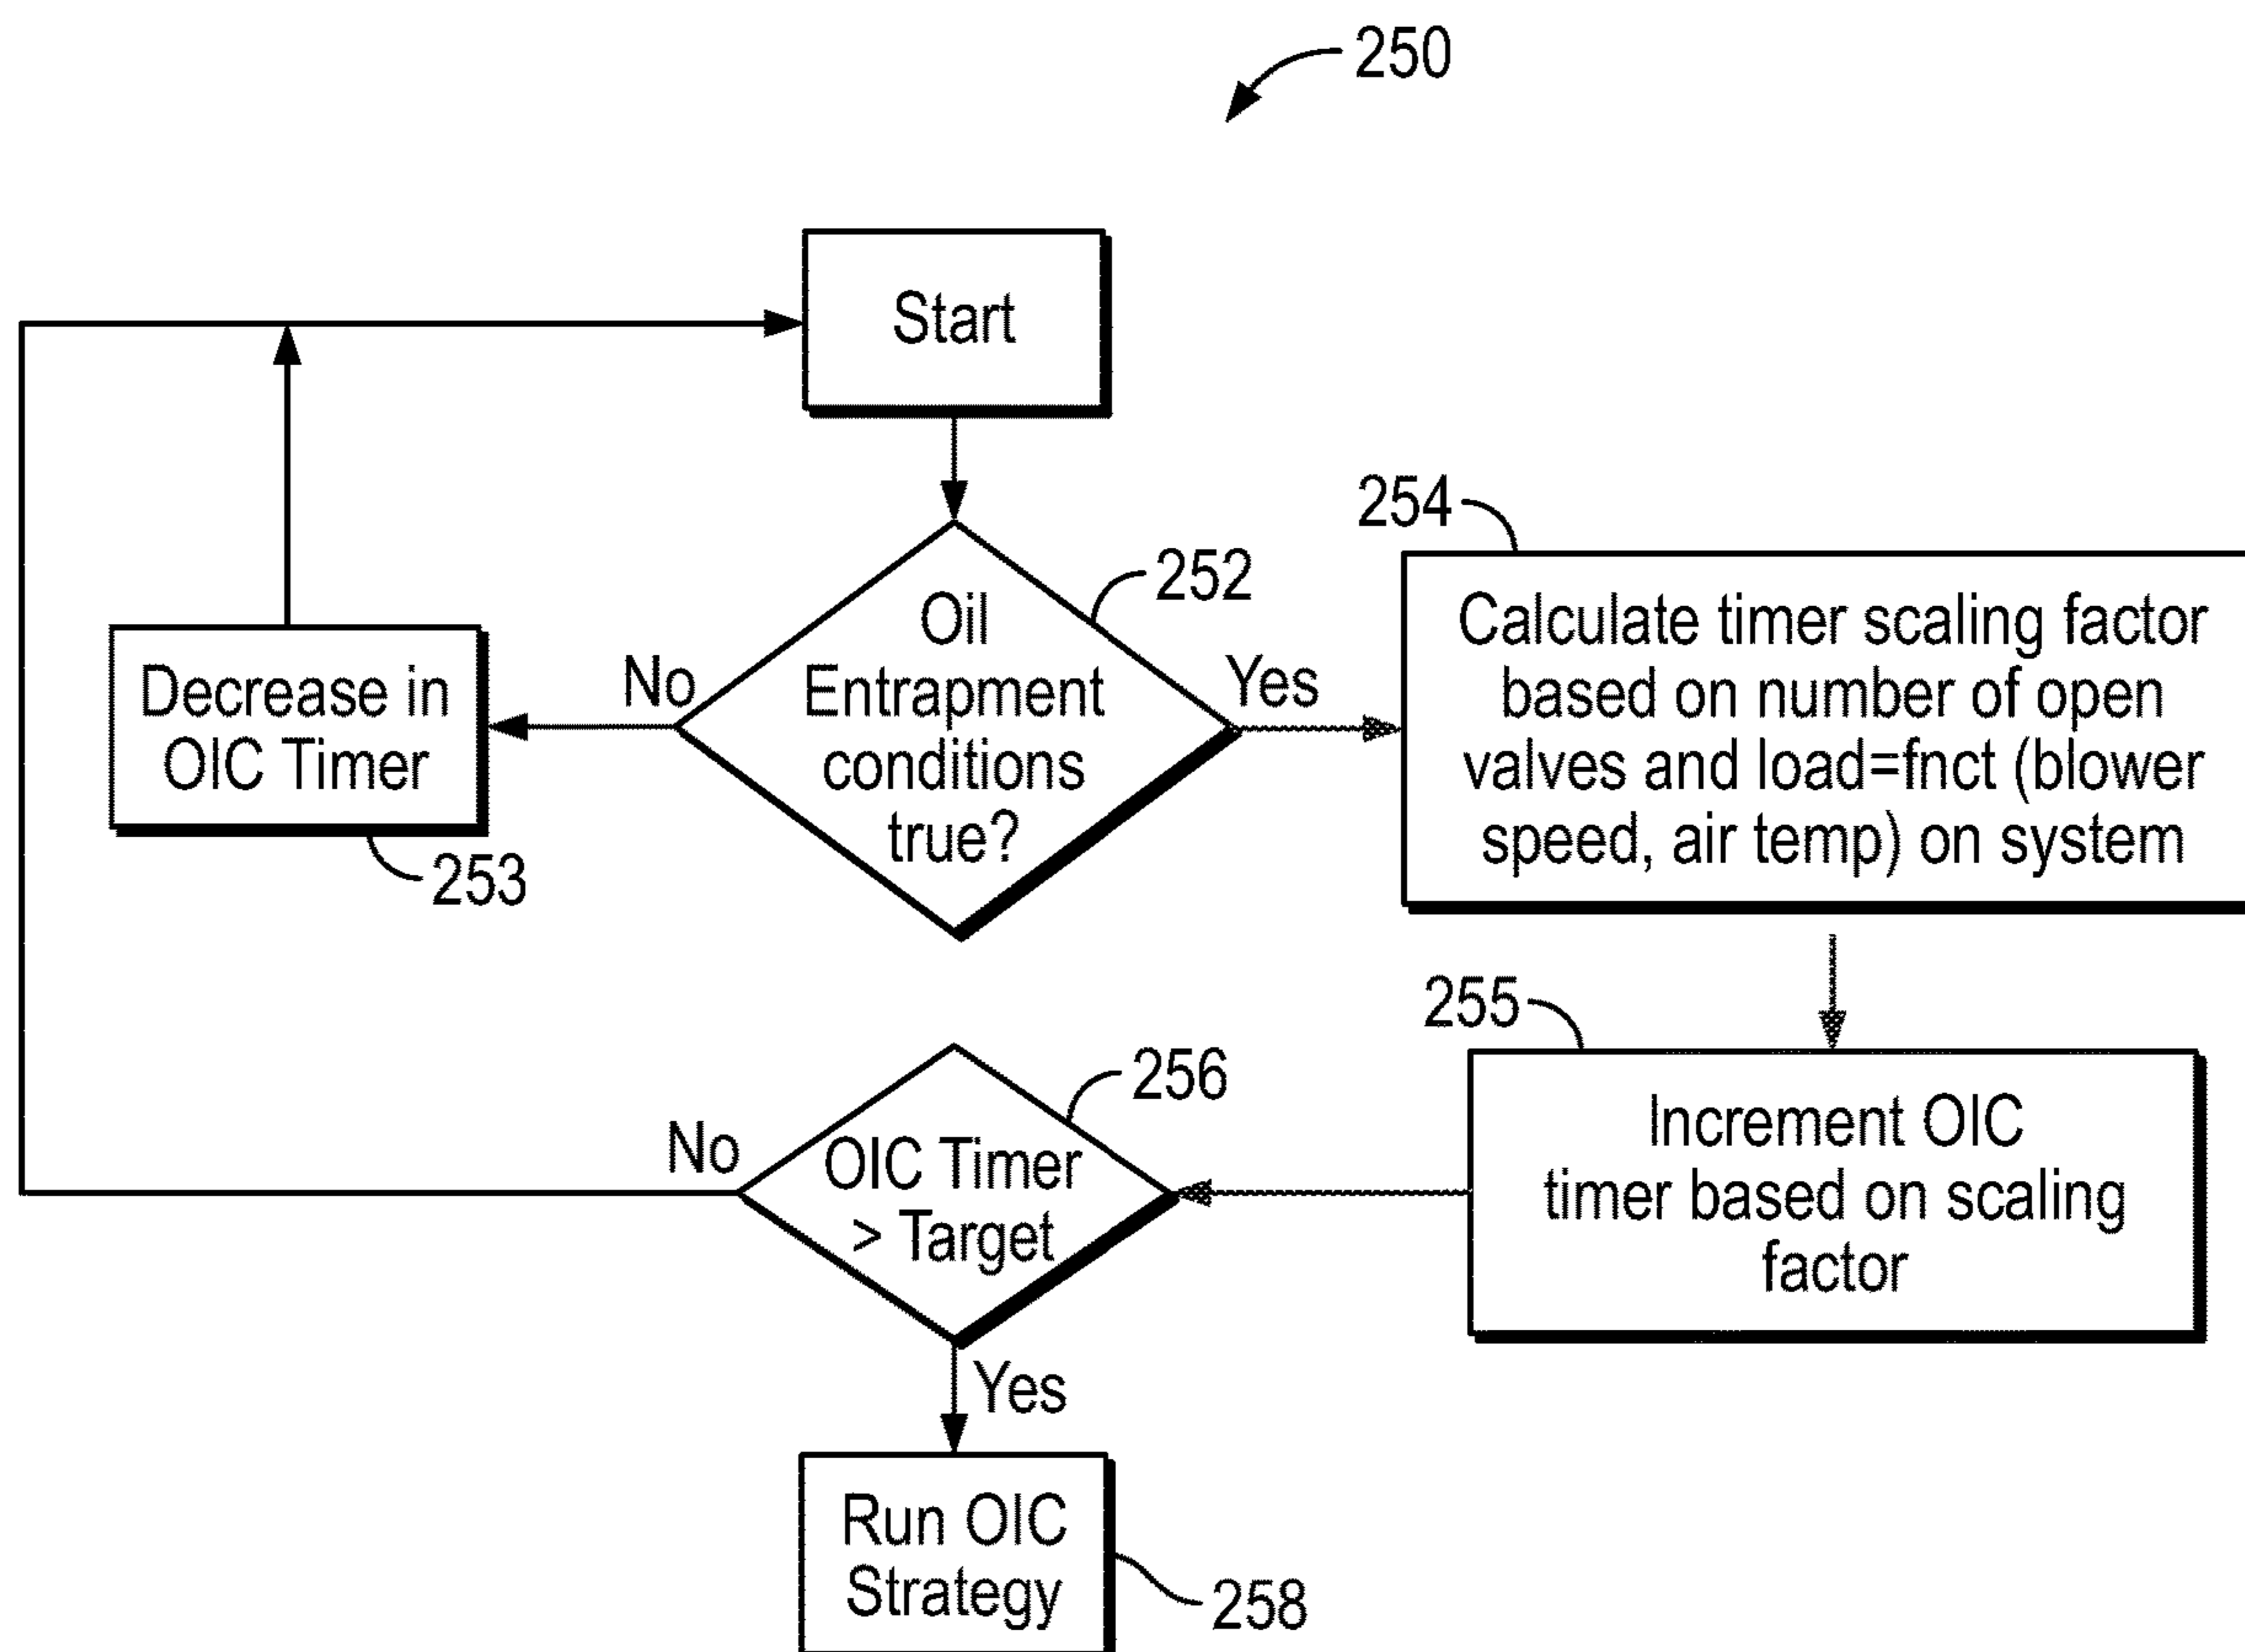 250
Start
254
252
Oil
Entrapment
conditions
true?
No
Yes
Decrease in
OIC Timer
253
Calculate timer scaling factor
based on number of open
valves and load=fnct (blower
speed, air temp) on system
255
Increment OIC
timer based on scaling
factor
256
OIC Timer
> Target
No
Yes
Run OIC
Strategy
258